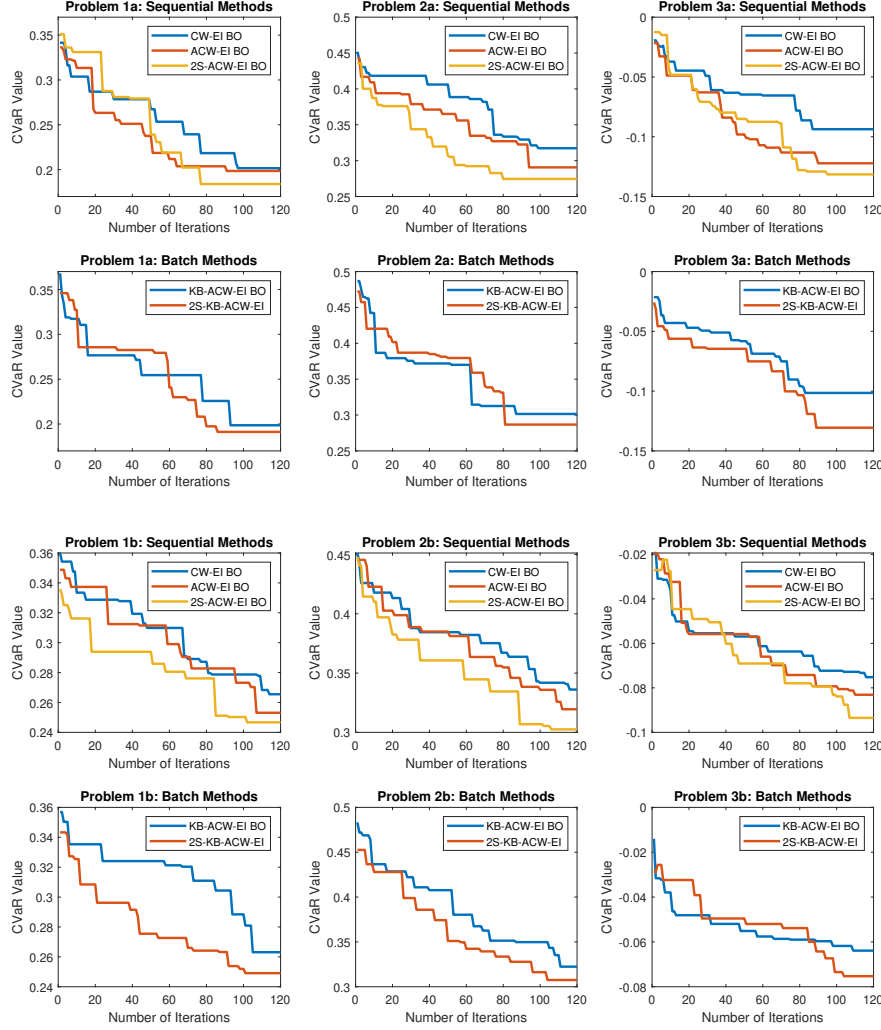 Problem 1a: Sequential Methods
CVaR Value
0.35
0.3
0.25
0.2
CW-EI BO
ACW-EI BO
2S-ACW-EI BO
0 20 40 60 80 100 120
Number of Iterations
Problem 2a: Sequential Methods
CVaR Value
0.5
0.45
0.4
0.35
0.3
0.25
CW-EI BO
ACW-EI BO
2S-ACW-EI BO
0 20 40 60 80 100 120
Number of Iterations
Problem 3a: Sequential Methods
CVaR Value
0
-0.05
-0.1
-0.15
CW-EI BO
ACW-EI BO
2S-ACW-EI BO
0 20 40 60 80 100 120
Number of Iterations
Problem 1a: Batch Methods
CVaR Value
0.35
0.3
0.25
0.2
KB-ACW-EI BO
2S-KB-ACW-EI
0 20 40 60 80 100 120
Number of Iterations
Problem 2a: Batch Methods
CVaR Value
0.5
0.45
0.4
0.35
0.3
0.25
KB-ACW-EI BO
2S-KB-ACW-EI
0 20 40 60 80 100 120
Number of Iterations
Problem 3a: Batch Methods
CVaR Value
0
-0.05
-0.1
-0.15
KB-ACW-EI BO
2S-KB-ACW-EI
0 20 40 60 80 100 120
Number of Iterations
Problem 1b: Sequential Methods
CVaR Value
0.36
0.34
0.32
0.3
0.28
0.26
0.24
CW-EI BO
ACW-EI BO
2S-ACW-EI BO
0 20 40 60 80 100 120
Number of Iterations
Problem 2b: Sequential Methods
CVaR Value
0.45
0.4
0.35
0.3
CW-EI BO
ACW-EI BO
2S-ACW-EI BO
0 20 40 60 80 100 120
Number of Iterations
Problem 3b: Sequential Methods
CVaR Value
-0.02
-0.04
-0.06
-0.08
-0.1
CW-EI BO
ACW-EI BO
2S-ACW-EI BO
0 20 40 60 80 100 120
Number of Iterations
Problem 1b: Batch Methods
CVaR Value
0.36
0.34
0.32
0.3
0.28
0.26
0.24
KB-ACW-EI BO
2S-KB-ACW-EI
0 20 40 60 80 100 120
Number of Iterations
Problem 2b: Batch Methods
CVaR Value
0.5
0.45
0.4
0.35
0.3
KB-ACW-EI BO
2S-KB-ACW-EI
0 20 40 60 80 100 120
Number of Iterations
Problem 3b: Batch Methods
CVaR Value
0
-0.02
-0.04
-0.06
-0.08
KB-ACW-EI BO
2S-KB-ACW-EI
0 20 40 60 80 100 120
Number of Iterations